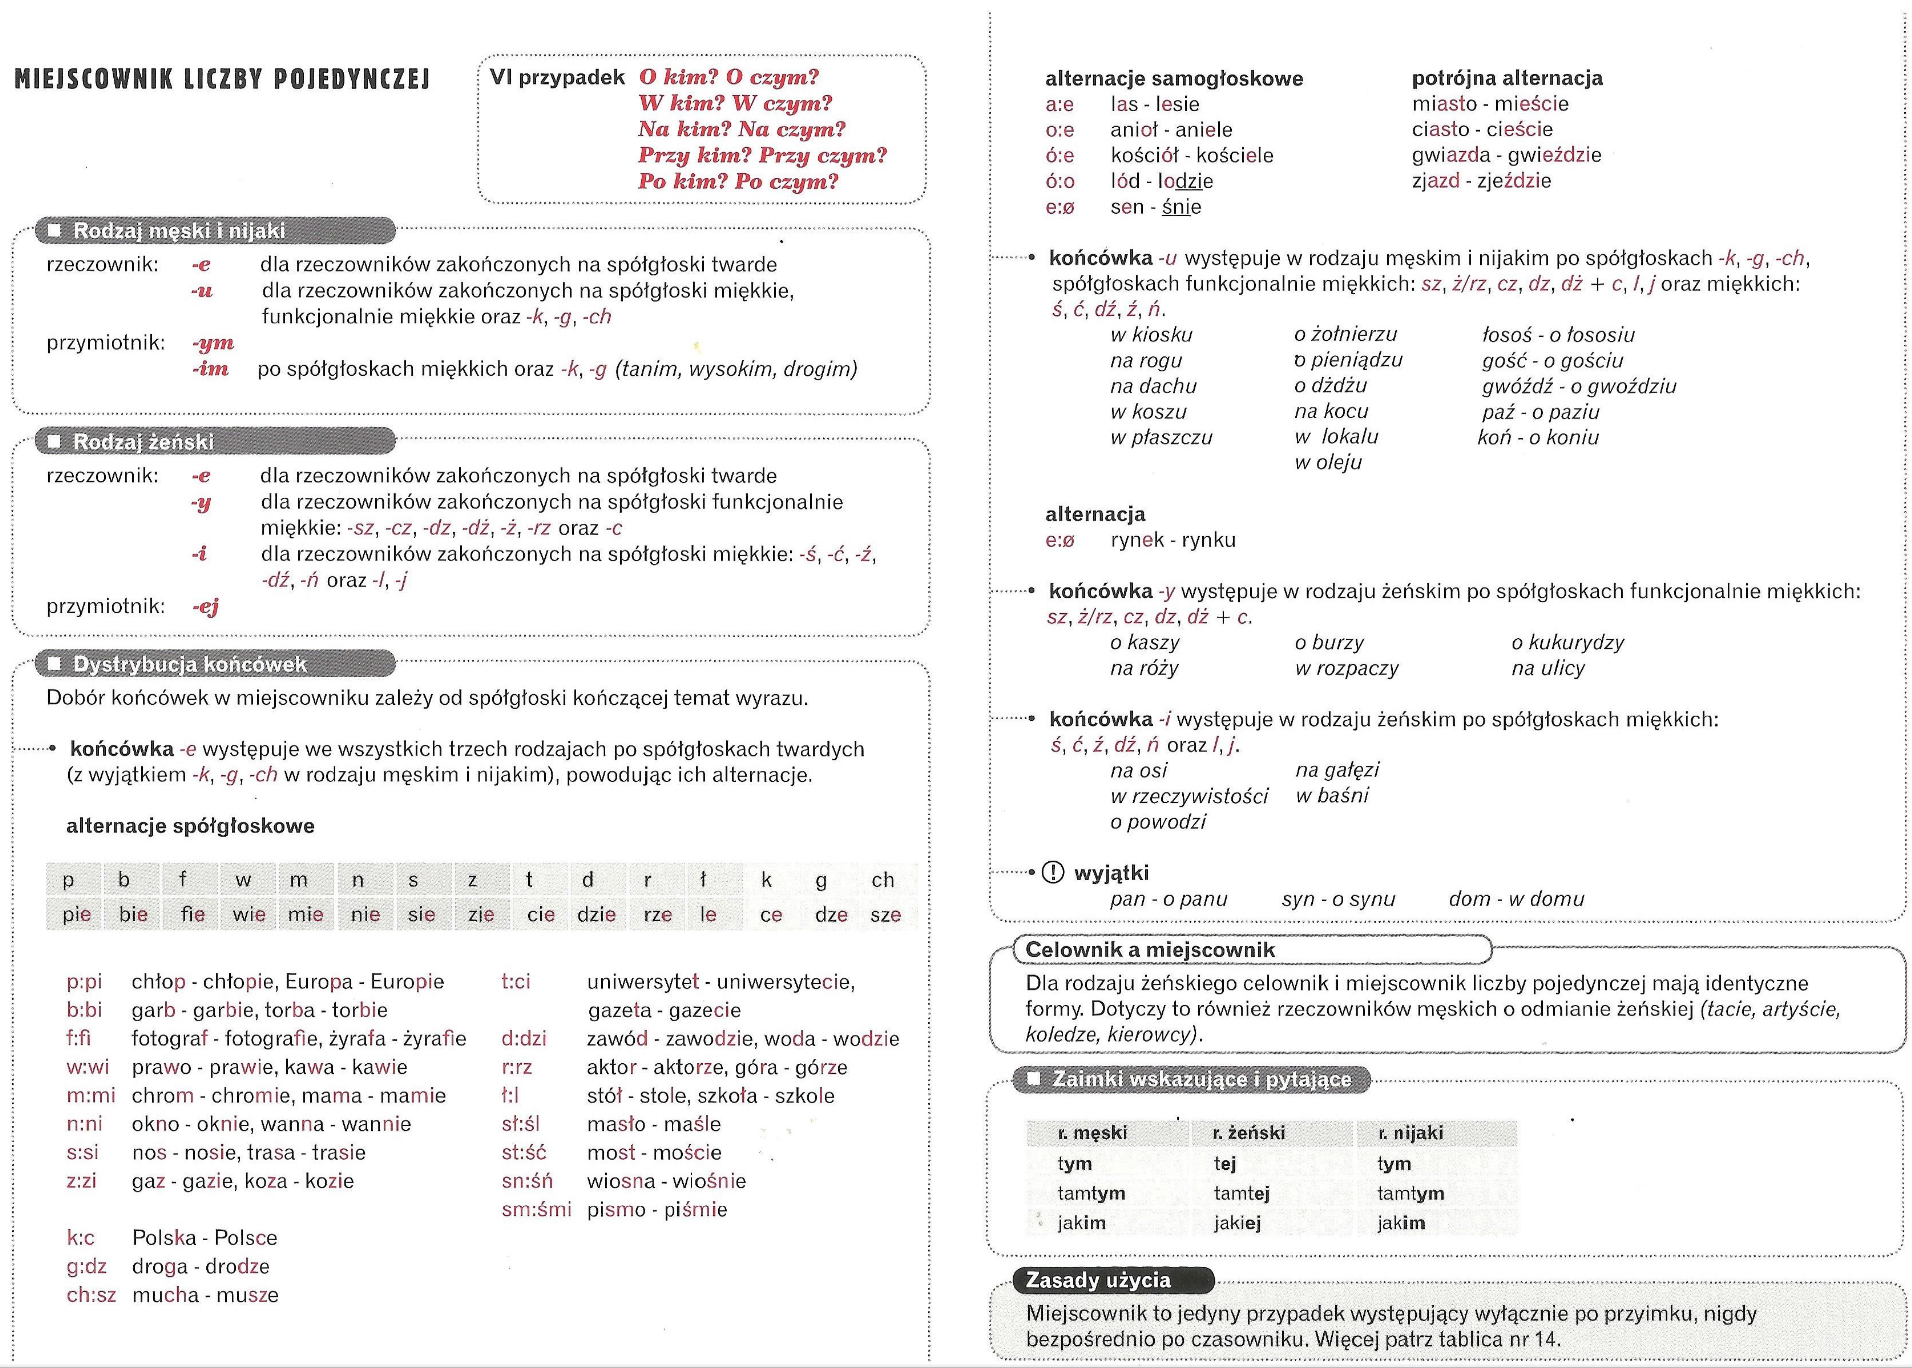 MIEJSCOWNIK LICZBY POJEDYNCZEJ
VI przypadek O kim? O czym?
W kim? W czym?
Na kim? Na czym?
Przy kim? Przy czym?
Po kim? Po czym?
■ Rodzaj męski i nijaki
rzeczownik: -e dla rzeczowników zakończonych na spółgłoski twarde
-u dla rzeczowników zakończonych na spółgłoski miękkie,
funkcjonalnie miękkie oraz -k, -g, -ch
przymiotnik: -ym
-im po spółgłoskach miękkich oraz -k, -g (tanim, wysokim, drogim)
■ Rodzaj żeński
rzeczownik: -e dla rzeczowników zakończonych na spółgłoski twarde
-y dla rzeczowników zakończonych na spółgłoski funkcjonalnie
miękkie: -sz, -cz, -dz, -dż, -ż, -rz oraz -c
-i dla rzeczowników zakończonych na spółgłoski miękkie: -ś, -ć, -ź,
-dź, -ń oraz -l, -j
przymiotnik: -ej
■ Dystrybucja końcówek
Dobór końcówek w miejscowniku zależy od spółgłoski kończącej temat wyrazu.
• końcówka -e występuje we wszystkich trzech rodzajach po spółgłoskach twardych
(z wyjątkiem -k, -g, -ch w rodzaju męskim i nijakim), powodując ich alternacje.
alternacje spółgłoskowe
p b f w m n s z t d r ł k g ch
pie bie fie wie mie nie sie zie cie dzie rze le ce dze sze
p:pi chłop - chłopie, Europa - Europie
b:bi garb - garbie, torba - torbie
f:fi fotograf - fotografie, żyrafa - żyrafie
w:wi prawo - prawie, kawa - kawie
m:mi chrom - chromie, mama - mamie
n:ni okno - oknie, wanna - wannie
s:si nos - nosie, trasa - trasie
z:zi gaz - gazie, koza - kozie
k:c Polska - Polsce
g:dz droga - drodze
ch:sz mucha - musze
t:ci uniwersytet - uniwersytecie,
gazeta - gazecie
d:dzi zawód - zawodzie, woda - wodzie
r:rz aktor - aktorze, góra - górze
ł:l stół - stole, szkoła - szkole
sł:śl masło - maśle
st:ść most - moście
sn:śń wiosna - wiośnie
sm:śmi pismo - piśmie
alternacje samogłoskowe
a:e las - lesie
o:e anioł - aniele
ó:e kościół - kościele
ó:o lód - lodzie
e:ø sen - śnie
potrójna alternacja
miasto - mieście
ciasto - cieście
gwiazda - gwieździe
zjazd - zjeździe
• końcówka -u występuje w rodzaju męskim i nijakim po spółgłoskach -k, -g, -ch,
spółgłoskach funkcjonalnie miękkich: sz, ż/rz, cz, dz, dż + c, l, j oraz miękkich:
ś, ć, dź, ź, ń.
w kiosku o żołnierzu łosoś - o łososiu
na rogu o pieniądzu gość - o gościu
na dachu o dżdżu gwóźdź - o gwoździu
w koszu na kocu paź - o paziu
w płaszczu w lokalu koń - o koniu
w oleju
alternacja
e:ø rynek - rynku
• końcówka -y występuje w rodzaju żeńskim po spółgłoskach funkcjonalnie miękkich:
sz, ż/rz, cz, dz, dż + c.
o kaszy o burzy o kukurydzy
na róży w rozpaczy na ulicy
• końcówka -i występuje w rodzaju żeńskim po spółgłoskach miękkich:
ś, ć, ź, dź, ń oraz l, j.
na osi na gałęzi
w rzeczywistości w baśni
o powodzi
• ! wyjątki
pan - o panu syn - o synu dom - w domu
Celownik a miejscownik
Dla rodzaju żeńskiego celownik i miejscownik liczby pojedynczej mają identyczne
formy. Dotyczy to również rzeczowników męskich o odmianie żeńskiej (tacie, artyście,
koledze, kierowcy).
■ Zaimki wskazujące i pytające
r. męski r. żeński r. nijaki
tym tej tym
tamtym tamtej tamtym
jakim jakiej jakim
Zasady użycia
Miejscownik to jedyny przypadek występujący wyłącznie po przyimku, nigdy
bezpośrednio po czasowniku. Więcej patrz tablica nr 14.